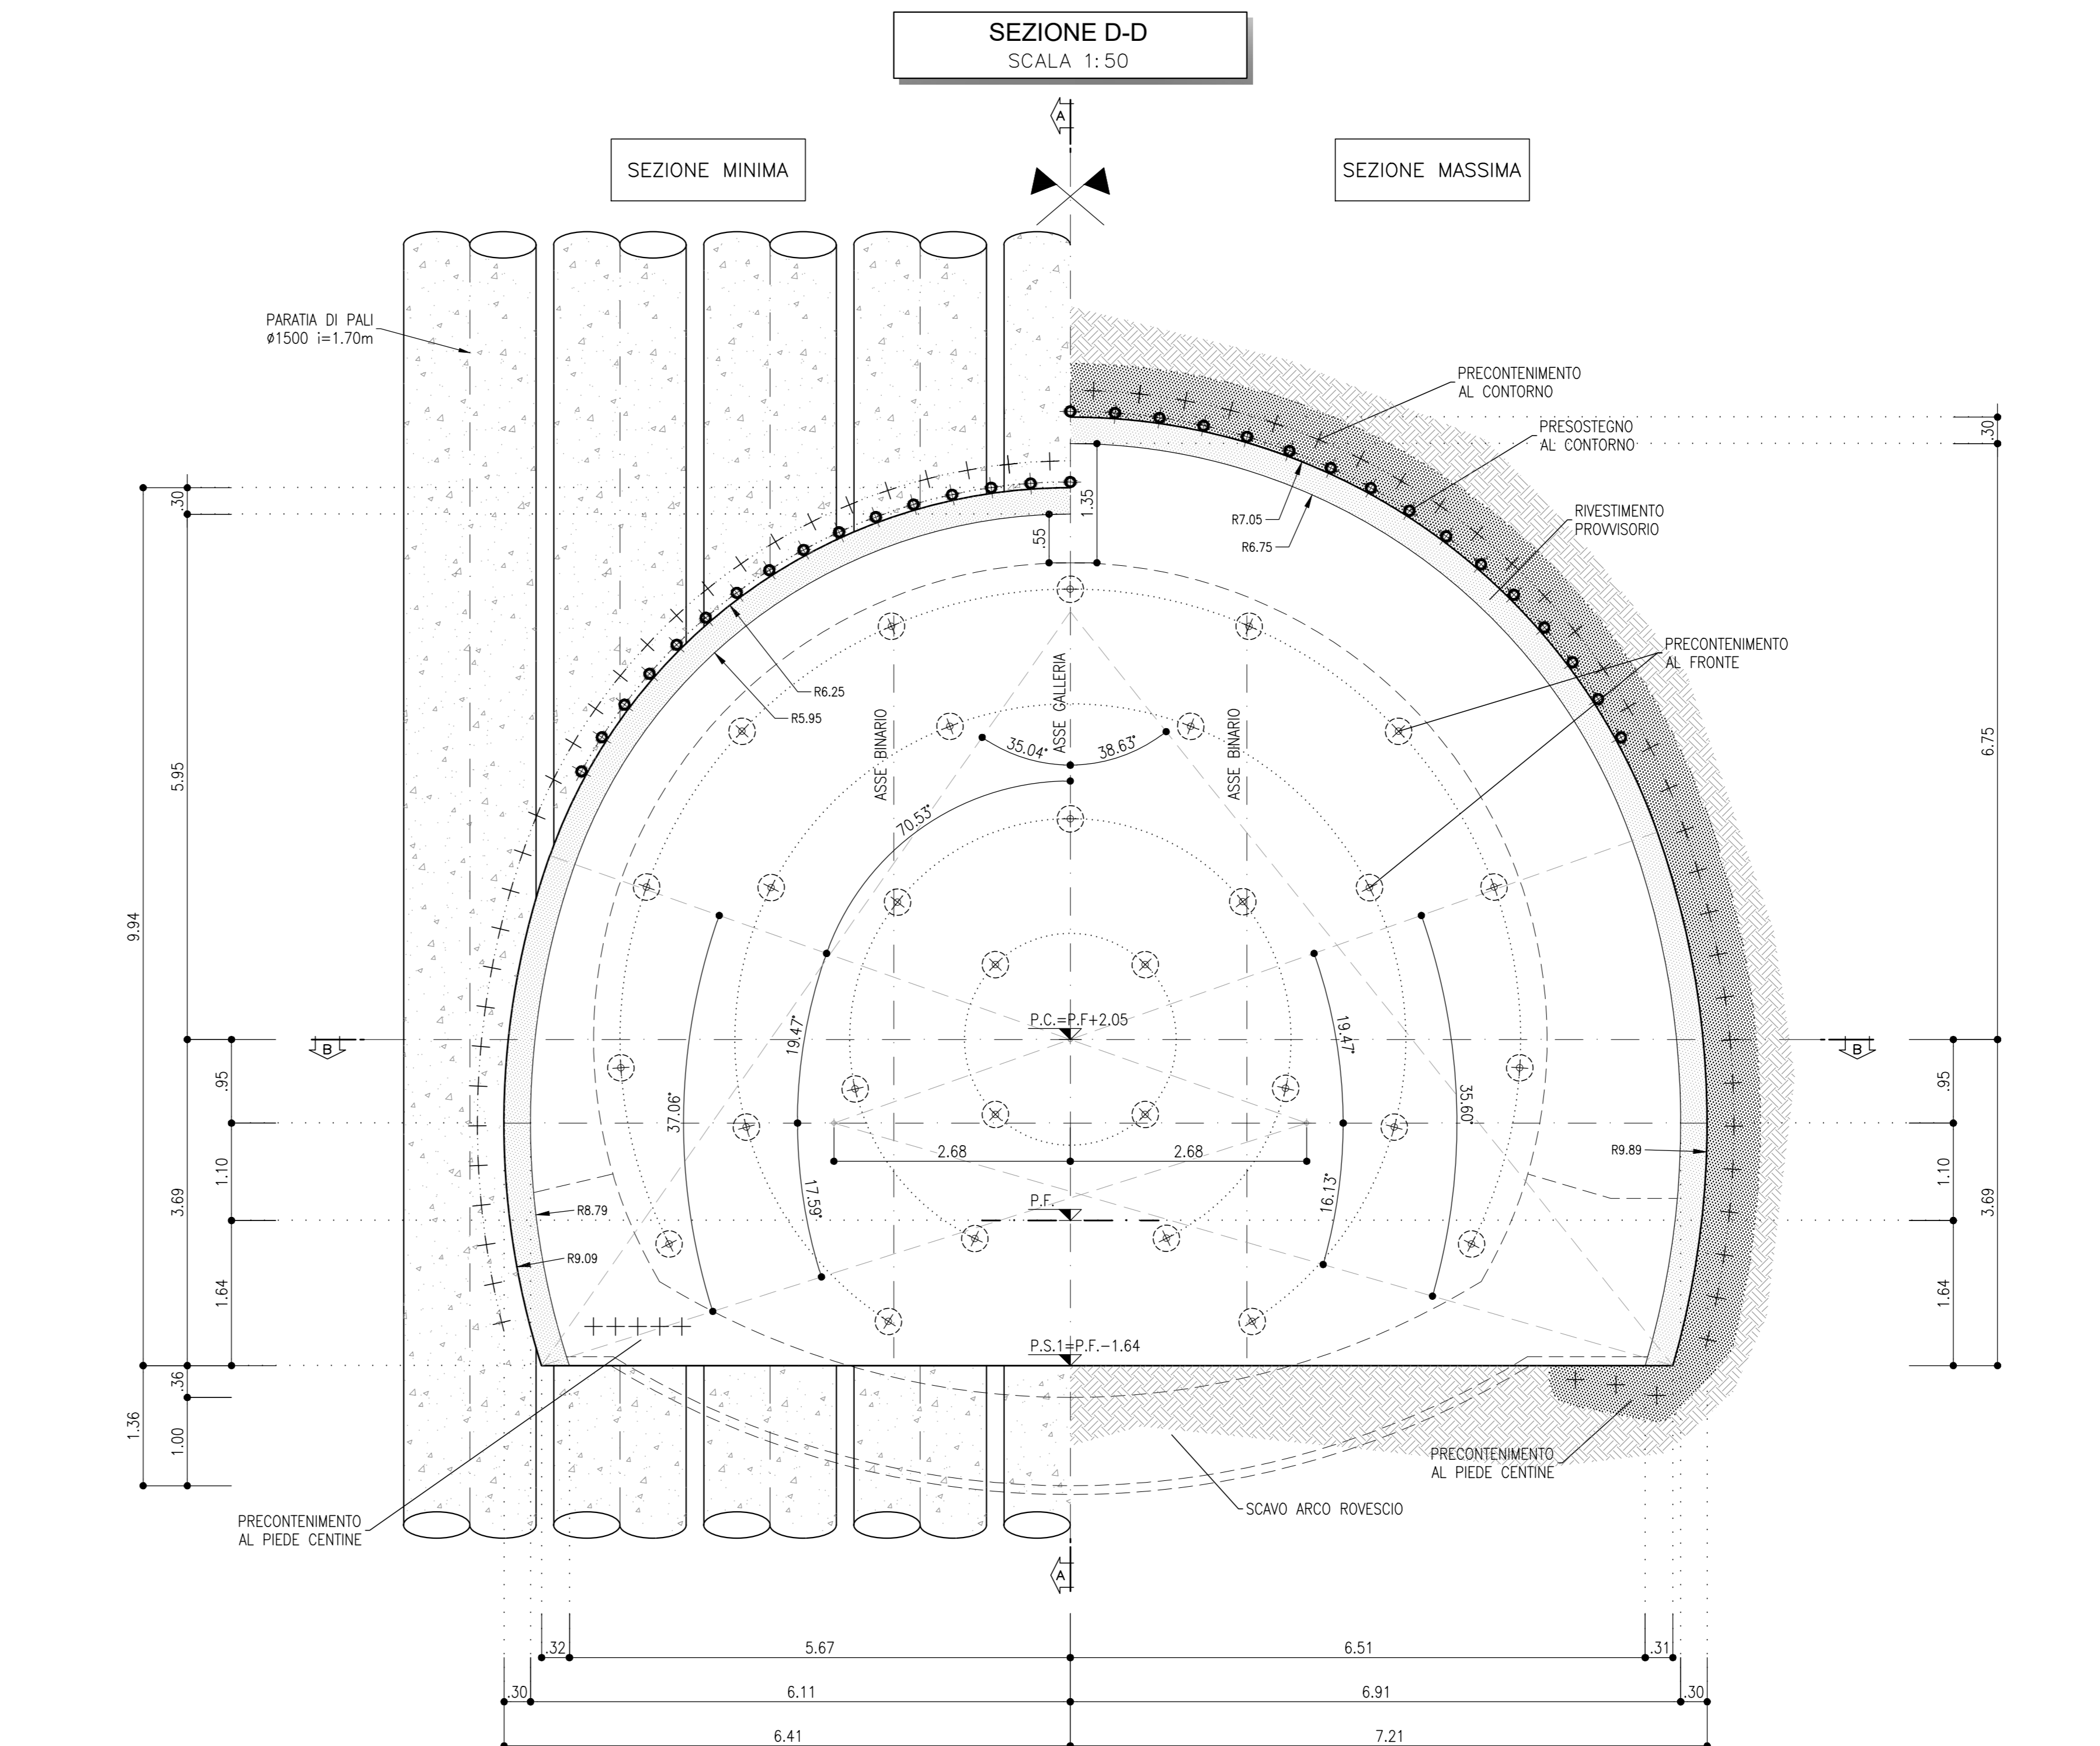 SEZIONE D-D
SCALA 1:50
A
SEZIONE MINIMA
SEZIONE MASSIMA
PARATIA DI PALI
ø1500 i=1.70m
PRECONTENIMENTO
AL CONTORNO
PRESOSTEGNO
AL CONTORNO
RIVESTIMENTO
PROVVISORIO
PRECONTENIMENTO
AL FRONTE
.30
.30
1.35
.55
R7.05
R6.75
R6.25
R5.95
ASSE BINARIO
ASSE GALLERIA
ASSE BINARIO
35.04°
38.63°
70.53°
5.95
6.75
9.94
19.47°
19.47°
37.06°
35.60°
P.C.=P.F+2.05
B
B
.95
.95
2.68
2.68
1.10
1.10
3.69
3.69
R9.89
17.59°
16.13°
P.F.
R8.79
R9.09
1.64
1.64
P.S.1=P.F.-1.64
.36
1.36
1.00
PRECONTENIMENTO
AL PIEDE CENTINE
PRECONTENIMENTO
AL PIEDE CENTINE
SCAVO ARCO ROVESCIO
A
.32
5.67
6.51
.31
.30
6.11
6.91
.30
6.41
7.21